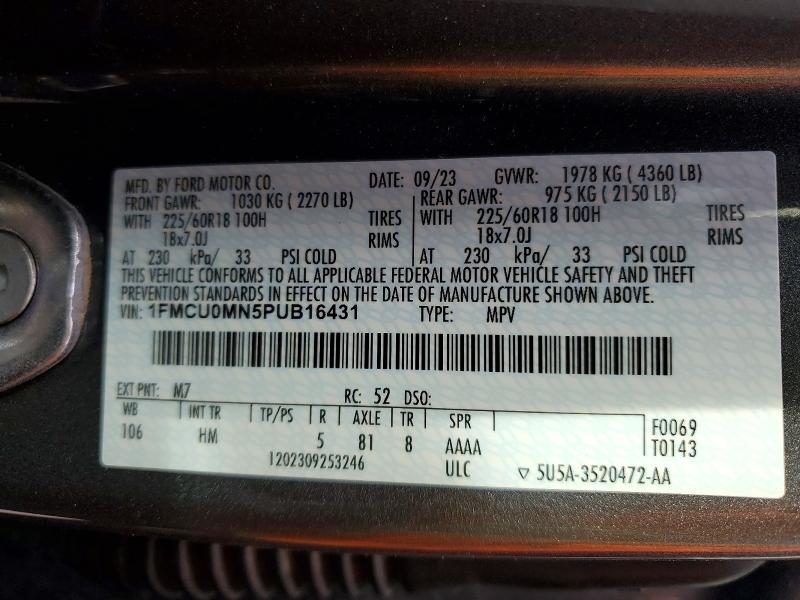 MFD. BY FORD MOTOR CO. DATE: 09/23 GVWR: 1978 KG ( 4360 LB)
FRONT GAWR: 1030 KG ( 2270 LB) REAR GAWR: 975 KG ( 2150 LB)
WITH 225/60R18 100H TIRES WITH 225/60R18 100H TIRES
18x7.0J RIMS 18x7.0J RIMS
AT 230 kPa/ 33 PSI COLD AT 230 kPa/ 33 PSI COLD
THIS VEHICLE CONFORMS TO ALL APPLICABLE FEDERAL MOTOR VEHICLE SAFETY AND THEFT
PREVENTION STANDARDS IN EFFECT ON THE DATE OF MANUFACTURE SHOWN ABOVE.
VIN: 1FMCU0MN5PUB16431 TYPE: MPV
EXT PNT: M7 RC: 52 DSO:
WB INT TR TP/PS R AXLE TR SPR F0069
106 HM 5 81 8 AAAA T0143
1202309253246 ULC ▽ 5U5A-3520472-AA